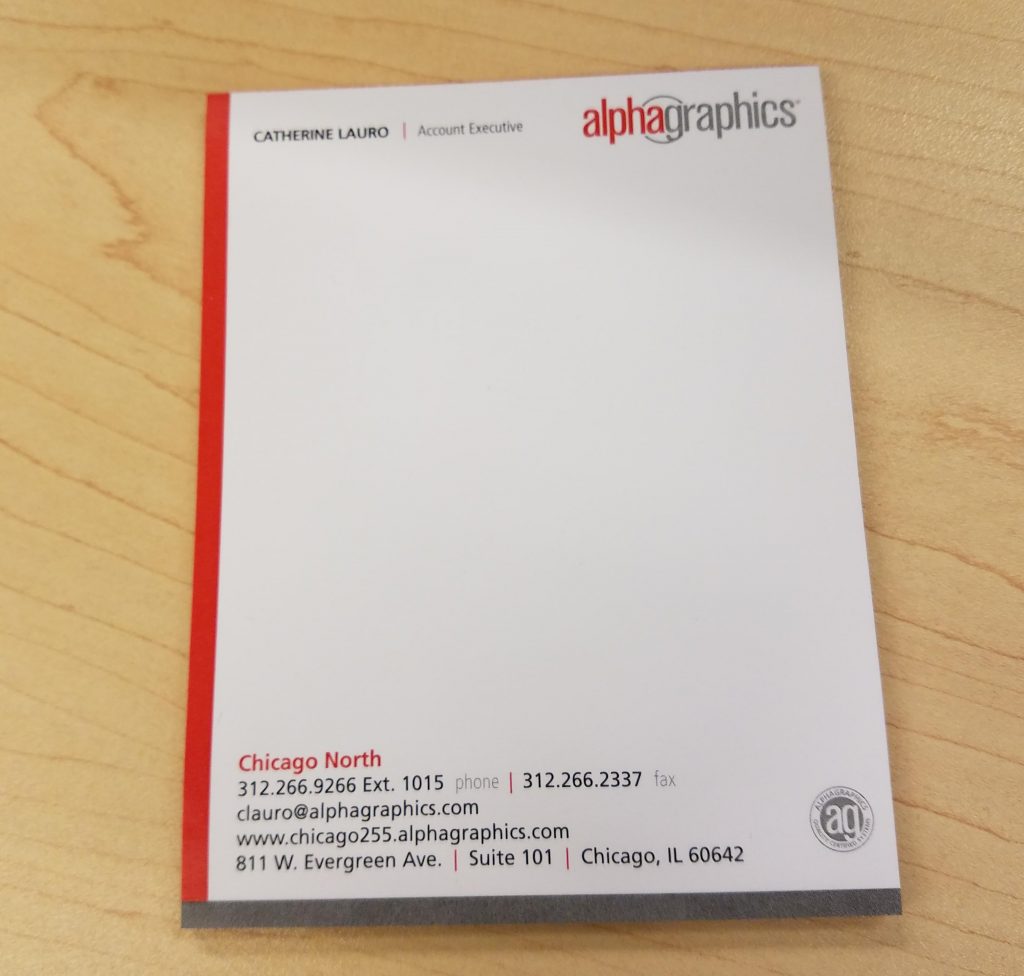 CATHERINE LAURO | Account Executive
alphagraphics
Chicago North
312.266.9266 Ext. 1015 phone | 312.266.2337 fax
clauro@alphagraphics.com
www.chicago255.alphagraphics.com
811 W. Evergreen Ave. | Suite 101 | Chicago, IL 60642
ALPHAGRAPHICS
ag